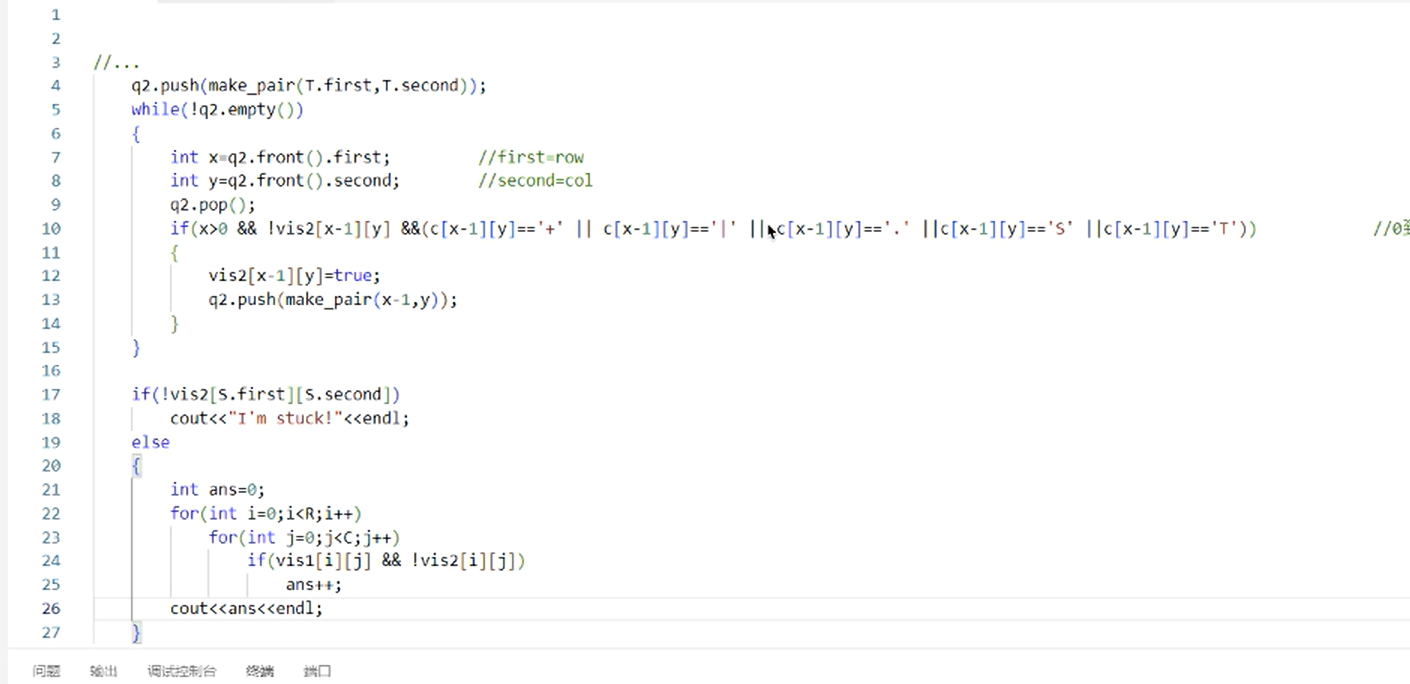 1
2
3 //...
4 q2.push(make_pair(T.first,T.second));
5 while(!q2.empty())
6 {
7 int x=q2.front().first; //first=row
8 int y=q2.front().second; //second=col
9 q2.pop();
10 if(x>0 && !vis2[x-1][y] &&(c[x-1][y]=='+' || c[x-1][y]=='|' || c[x-1][y]=='.' ||c[x-1][y]=='S' ||c[x-1][y]=='T')) //0
11 {
12 vis2[x-1][y]=true;
13 q2.push(make_pair(x-1,y));
14 }
15 }
16
17 if(!vis2[S.first][S.second])
18 cout<<"I'm stuck!"<<endl;
19 else
20 {
21 int ans=0;
22 for(int i=0;i<R;i++)
23 for(int j=0;j<C;j++)
24 if(vis1[i][j] && !vis2[i][j])
25 ans++;
26 cout<<ans<<endl;
27 }
问题 输出 调试控制台 终端 端口